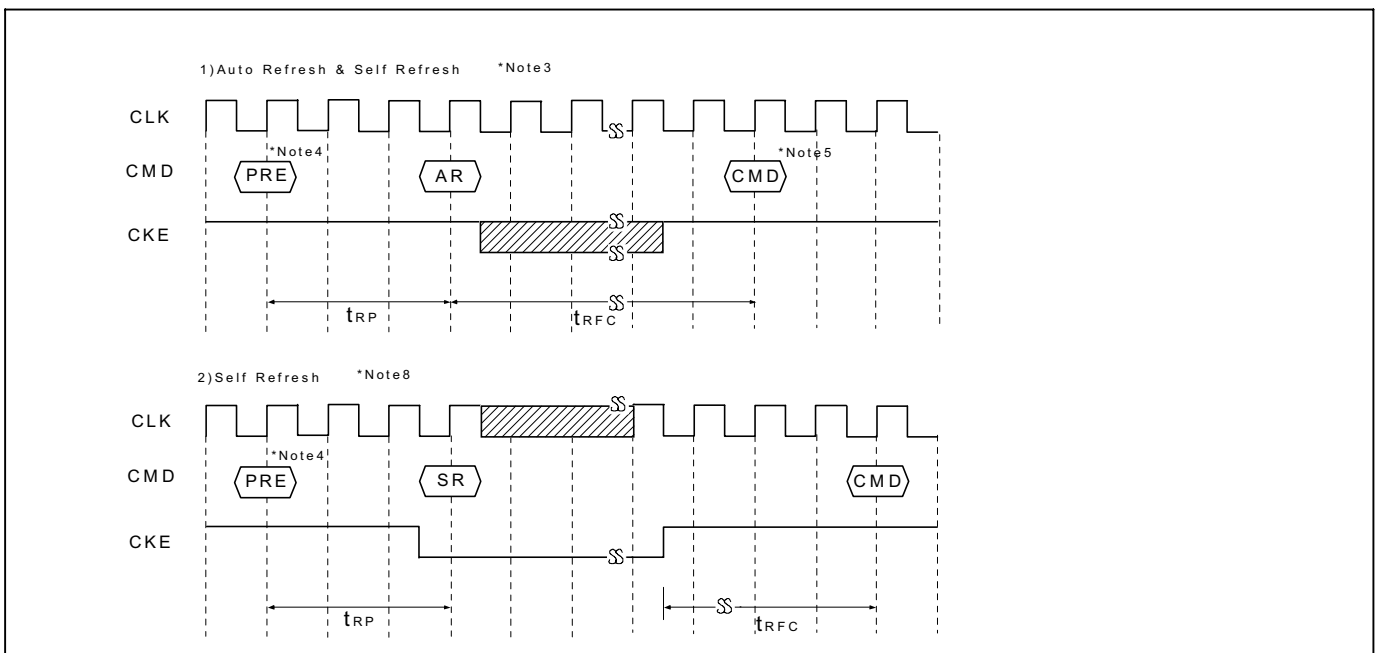 1)Auto Refresh & Self Refresh *Note3
CLK
*Note4 *Note5
CMD PRE AR CMD
CKE
tRP tRFC
2)Self Refresh *Note8
CLK
*Note4
CMD PRE SR CMD
CKE
tRP tRFC